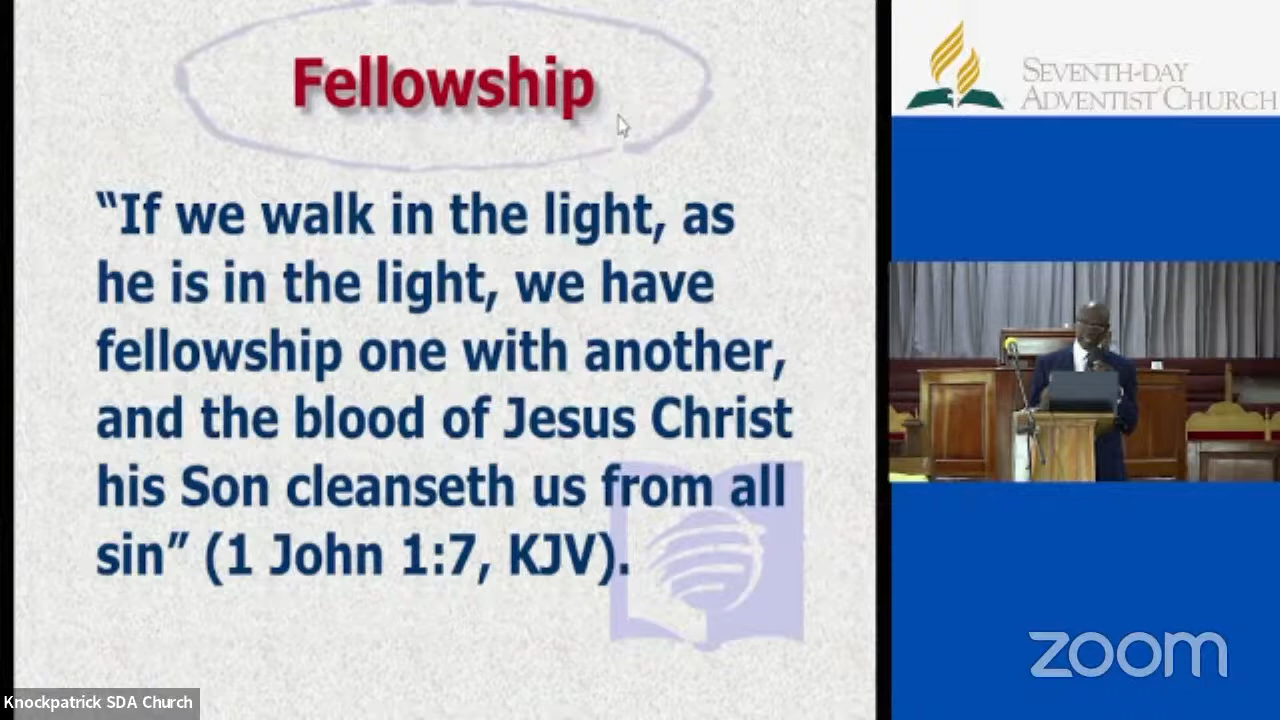 Fellowship
“If we walk in the light, as
he is in the light, we have
fellowship one with another,
and the blood of Jesus Christ
his Son cleanseth us from all
sin” (1 John 1:7, KJV).
SEVENTH-DAY
ADVENTIST CHURCH
zoom
Knockpatrick SDA Church